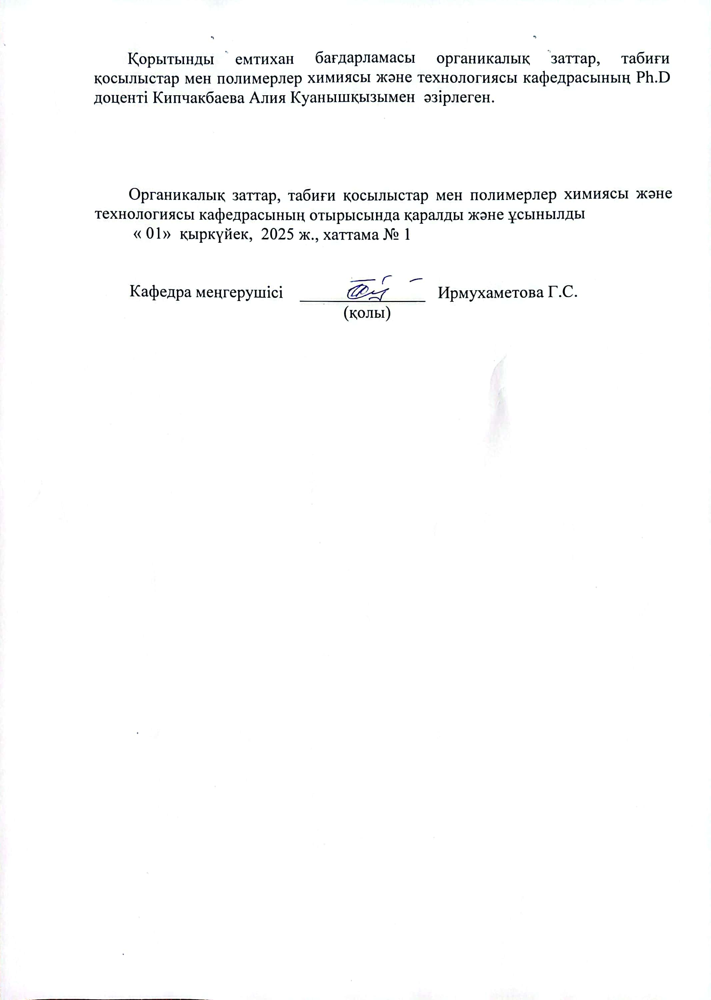 Қорытынды емтихан бағдарламасы органикалық заттар, табиғи
қосылыстар мен полимерлер химиясы және технологиясы кафедрасының Ph.D
доценті Кипчакбаева Алия Куанышқызымен әзірлеген.
Органикалық заттар, табиғи қосылыстар мен полимерлер химиясы және
технологиясы кафедрасының отырысында қаралды және ұсынылды
« 01» қыркүйек, 2025 ж., хаттама № 1
Кафедра меңгерушісі ______________ Ирмухаметова Г.С.
(қолы)